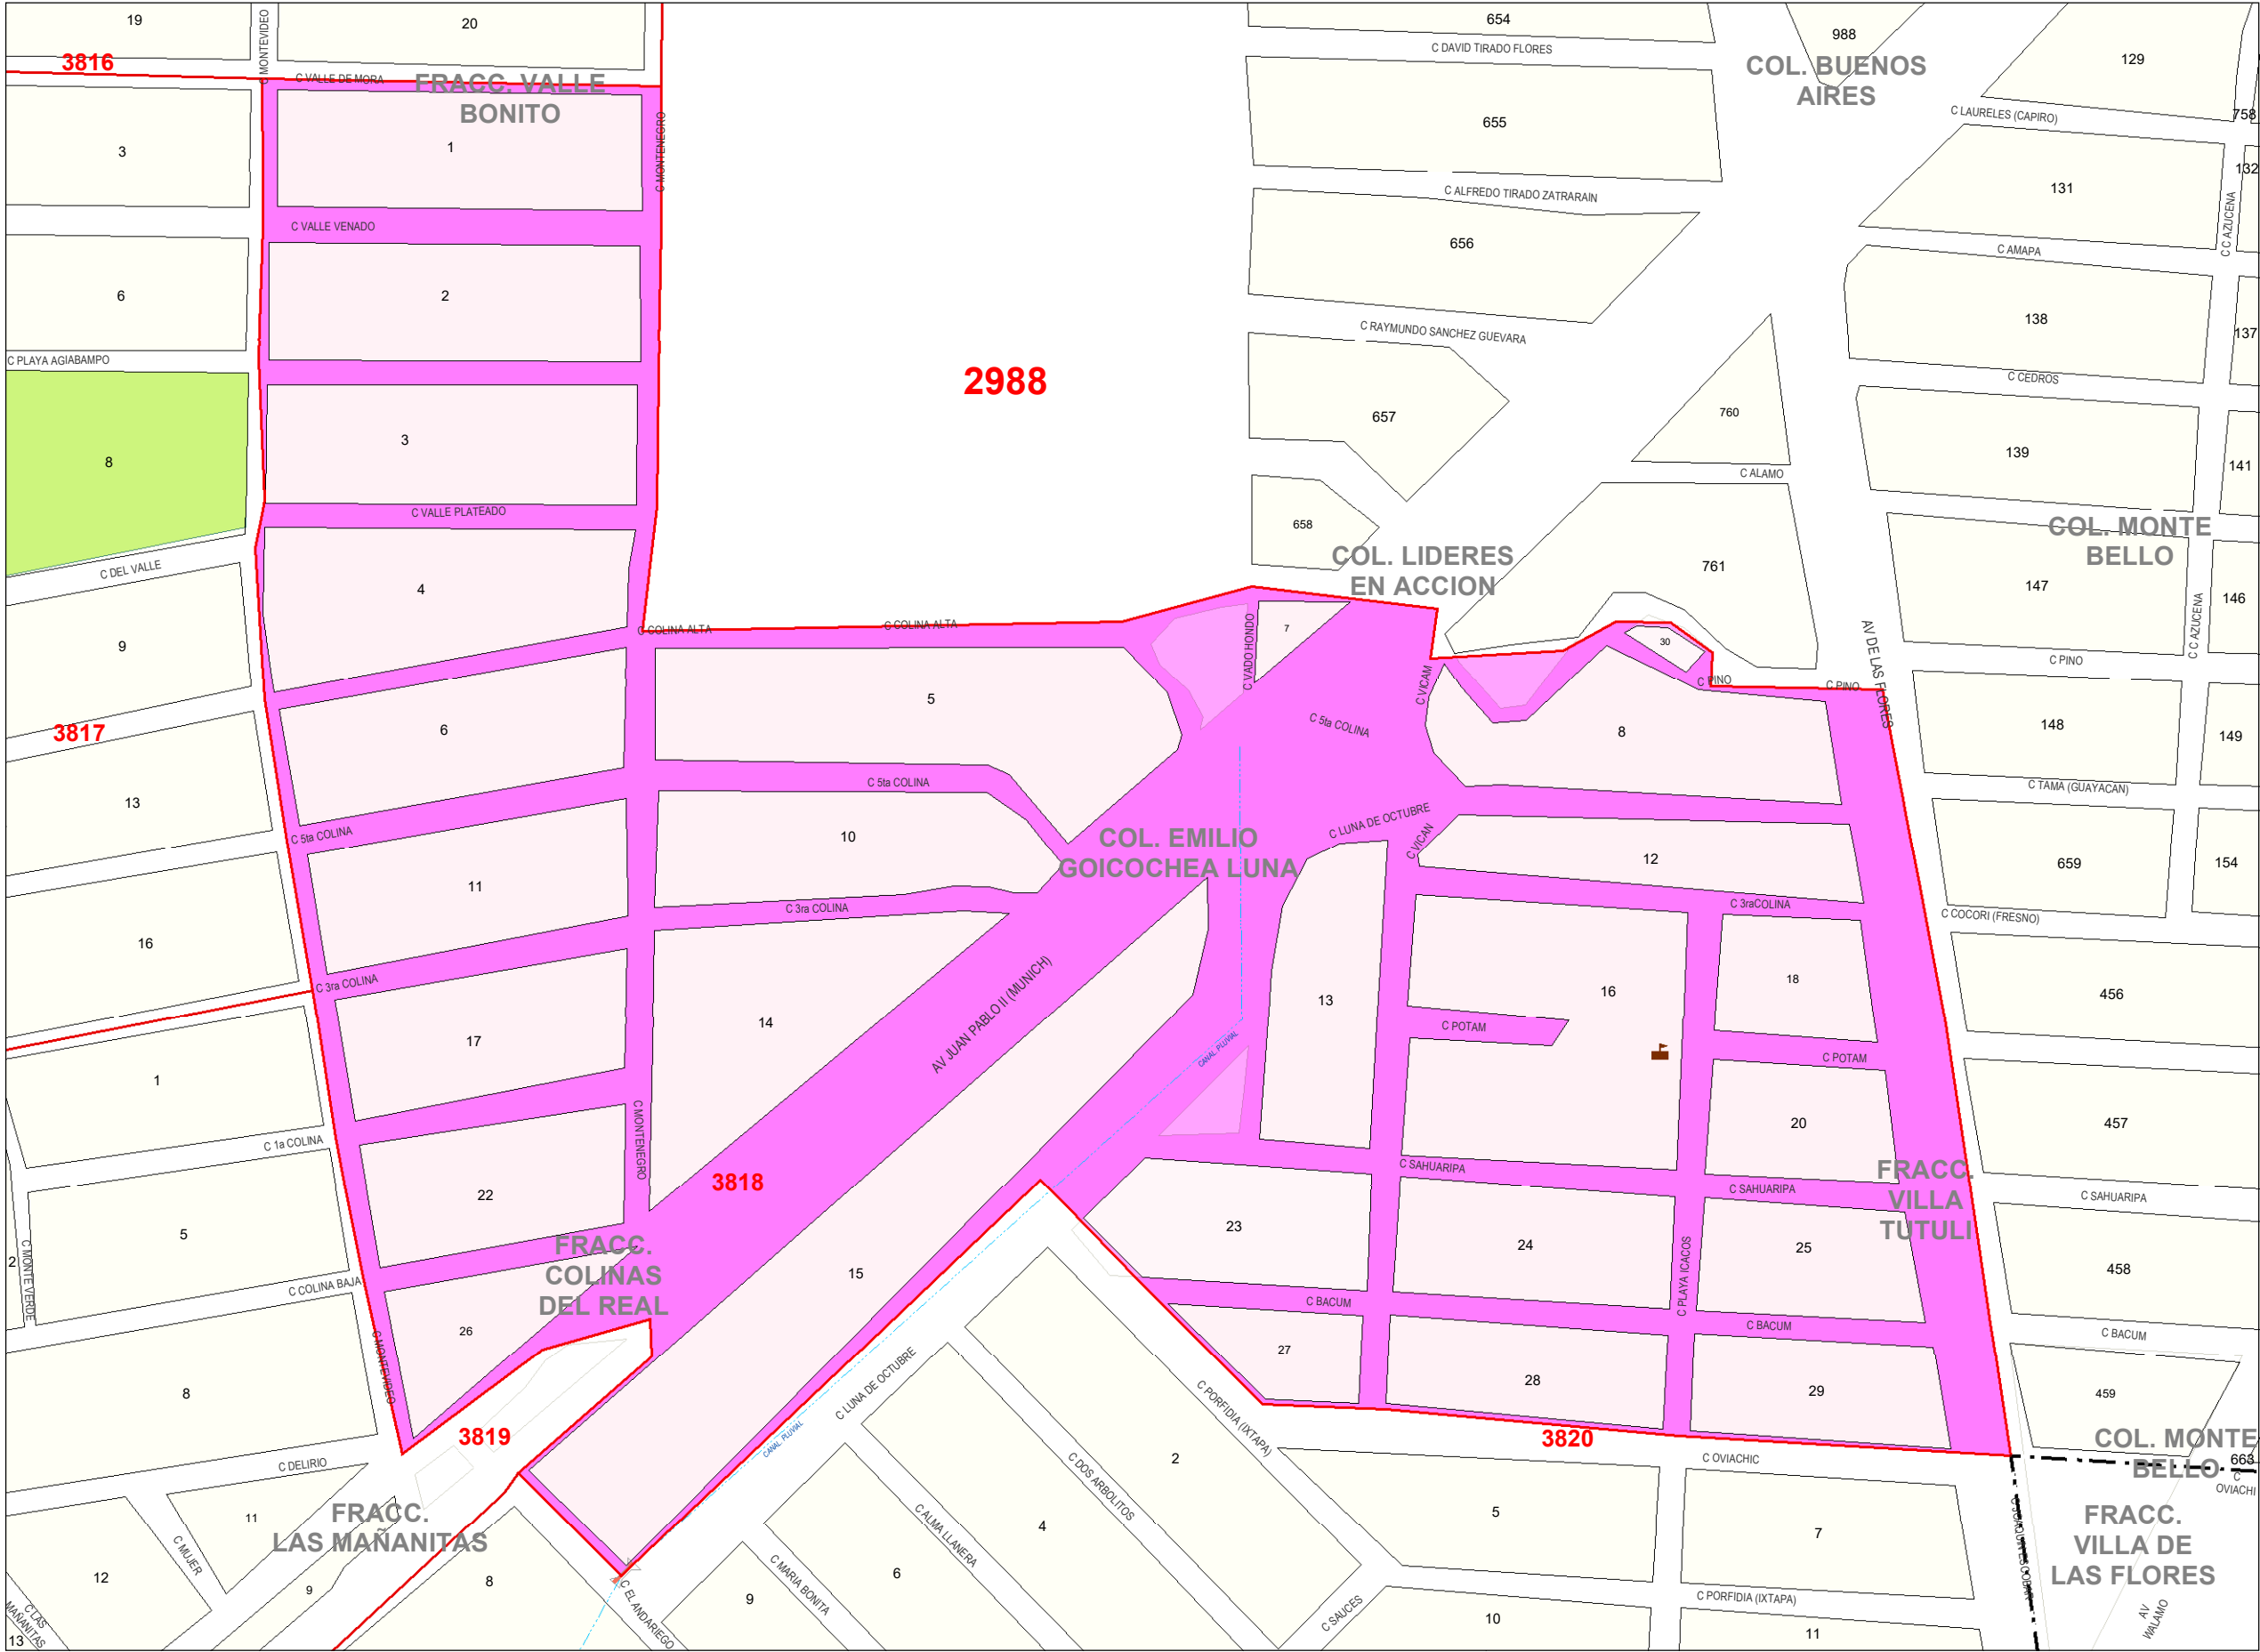 19
20
654
988
129
C MONTEVIDEO
C DAVID TIRADO FLORES
3816
C VALLE DE MORA
FRACC. VALLE
BONITO
COL. BUENOS
AIRES
C LAURELES (CAPIRO)
758
3
1
C MONTENEGRO
655
131
132
C ALFREDO TIRADO ZATRARAIN
C VALLE VENADO
656
C AMAPA
C C AZUCENA
6
2
C RAYMUNDO SANCHEZ GUEVARA
138
137
C PLAYA AGIABAMPO
2988
C CEDROS
8
3
657
760
139
141
C ALAMO
C VALLE PLATEADO
658
COL. MONTE
BELLO
COL. LIDERES
EN ACCION
C DEL VALLE
4
761
147
146
C AZUCENA
9
C COLINA ALTA
C COLINA ALTA
C VADO HONDO
7
30
AV DE LAS FLORES
C PINO
C VICAM
C PINO
C PINO
3817
6
5
C 5ta COLINA
8
148
149
C 5ta COLINA
C TAMA (GUAYACAN)
13
C 5ta COLINA
10
COL. EMILIO
GOICOCHEA LUNA
C LUNA DE OCTUBRE
C VICAN
12
659
154
11
C 3ra COLINA
C 3raCOLINA
C COCORI (FRESNO)
16
C 3ra COLINA
14
AV JUAN PABLO II (MUNICH)
13
16
18
456
17
C POTAM
CANAL PLUVIAL
C POTAM
1
C 1a COLINA
C MONTENEGRO
20
457
22
3818
C SAHUARIPA
C SAHUARIPA
FRACC.
VILLA
TUTULI
C SAHUARIPA
5
2
C MONTE VERDE
FRACC.
COLINAS
DEL REAL
15
23
24
C PLAYA ICACOS
25
458
C COLINA BAJA
C BACUM
C BACUM
C BACUM
26
C MONTEVIDEO
27
28
29
459
8
C LUNA DE OCTUBRE
C PORFIDIA (IXTAPA)
3819
CANAL PLUVIAL
3820
COL. MONTE
BELLO
663
C DELIRIO
C DOS ARBOLITOS
2
C OVIACHIC
C
OVIACHI
FRACC.
LAS MAÑANITAS
11
C MUJER
4
5
7
C JOAQUIN ESCOBAR
FRACC.
VILLA DE
LAS FLORES
12
9
8
C EL ANDARIEGO
C MARIA BONITA
C ALMA LLANERA
6
9
C SAUCES
10
C PORFIDIA (IXTAPA)
11
AV
WALAMO
C LAS
MAÑANITAS
13